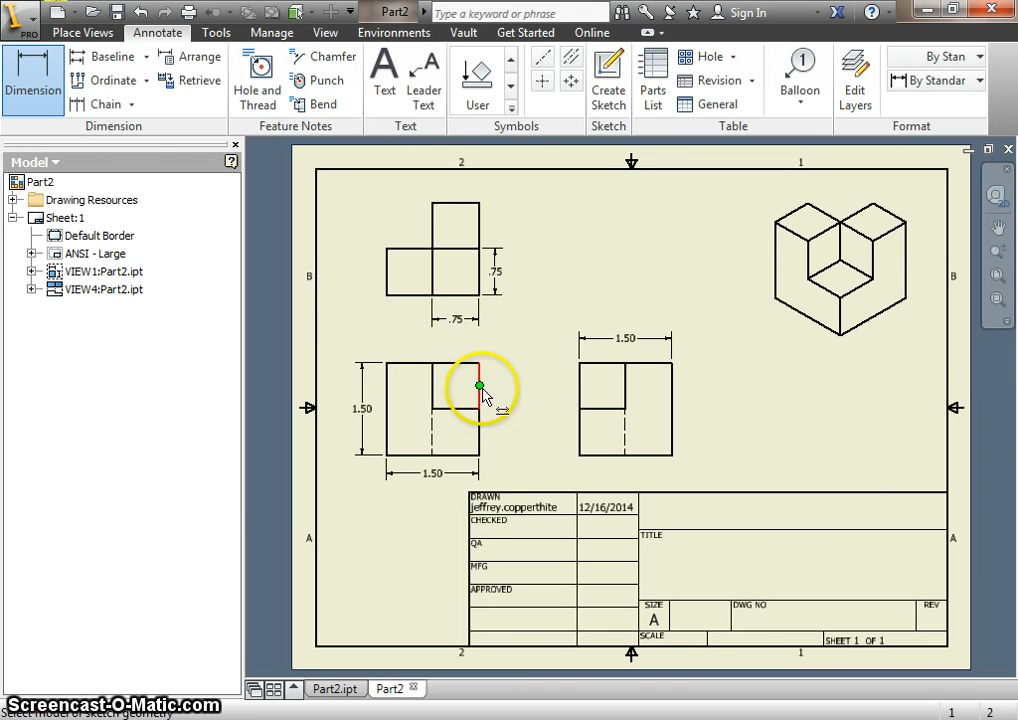 Part2
Type a keyword or phrase
Sign In
PRO
Place Views
Annotate
Tools
Manage
View
Environments
Vault
Get Started
Online
Dimension
Baseline
Ordinate
Chain
Arrange
Retrieve
Hole and
Thread
Chamfer
Punch
Bend
Text
Leader
Text
User
Create
Sketch
Parts
List
Hole
Revision
General
Balloon
Edit
Layers
By Stan
By Standar
Dimension
Feature Notes
Text
Symbols
Sketch
Table
Format
Model
Part2
Drawing Resources
Sheet:1
Default Border
ANSI - Large
VIEW1:Part2.ipt
VIEW4:Part2.ipt
2
1
B
B
.75
.75
1.50
1.50
1.50
A
A
DRAWN
jeffrey.copperthite
12/16/2014
CHECKED
QA
MFG
APPROVED
TITLE
SIZE
A
DWG NO
REV
SCALE
SHEET 1 OF 1
2
1
Part2.ipt
Part2
Screencast-O-Matic.com
1
2
2D
1